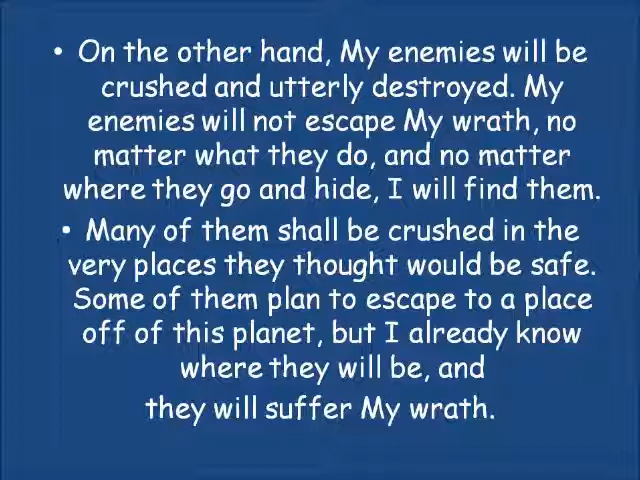 • On the other hand, My enemies will be
crushed and utterly destroyed. My
enemies will not escape My wrath, no
matter what they do, and no matter
where they go and hide, I will find them.
• Many of them shall be crushed in the
very places they thought would be safe.
Some of them plan to escape to a place
off of this planet, but I already know
where they will be, and
they will suffer My wrath.